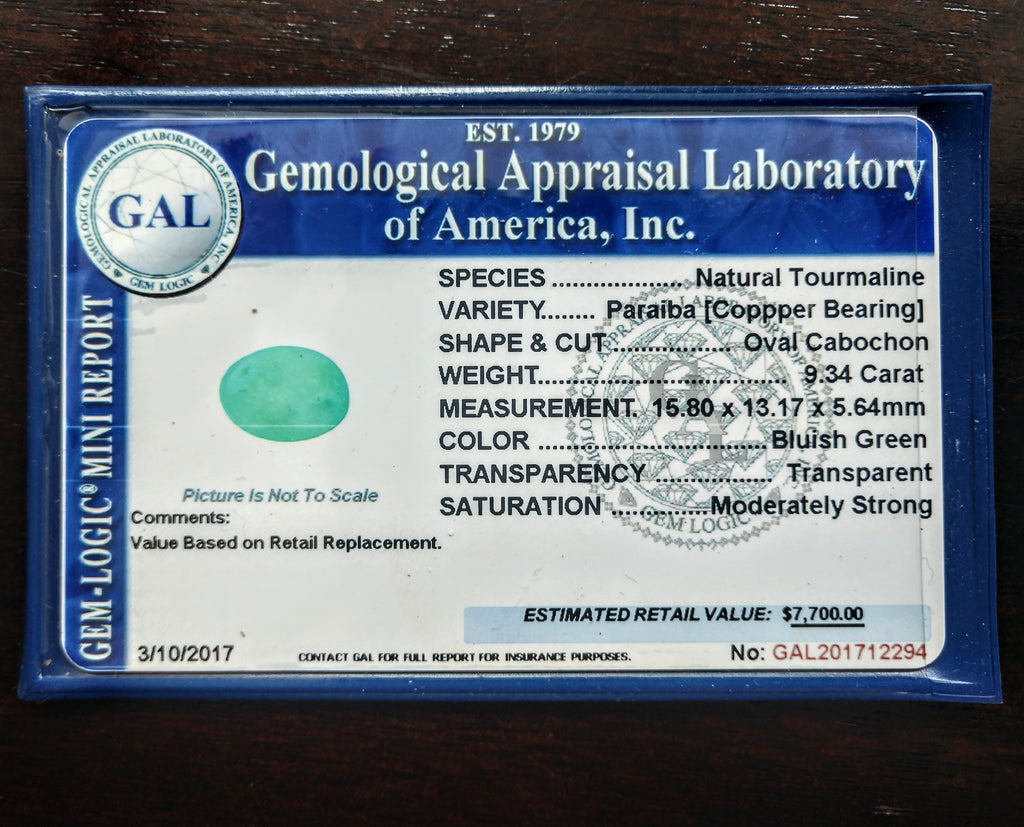 EST. 1979
Gemological Appraisal Laboratory
of America, Inc.
GEMOLOGICAL APPRAISAL LABORATORY OF AMERICA, INC
GAL
GEM LOGIC
GEM-LOGIC® MINI REPORT
SPECIES .................... Natural Tourmaline
VARIETY........ Paraiba [Coppper Bearing]
SHAPE & CUT.................... Oval Cabochon
WEIGHT...................................... 9.34 Carat
MEASUREMENT. 15.80 x 13.17 x 5.64mm
COLOR ................................... Bluish Green
TRANSPARENCY .................. Transparent
SATURATION ...............Moderately Strong
GEM LOGIC
Picture Is Not To Scale
Comments:
Value Based on Retail Replacement.
ESTIMATED RETAIL VALUE: $7,700.00
3/10/2017
CONTACT GAL FOR FULL REPORT FOR INSURANCE PURPOSES.
No: GAL201712294